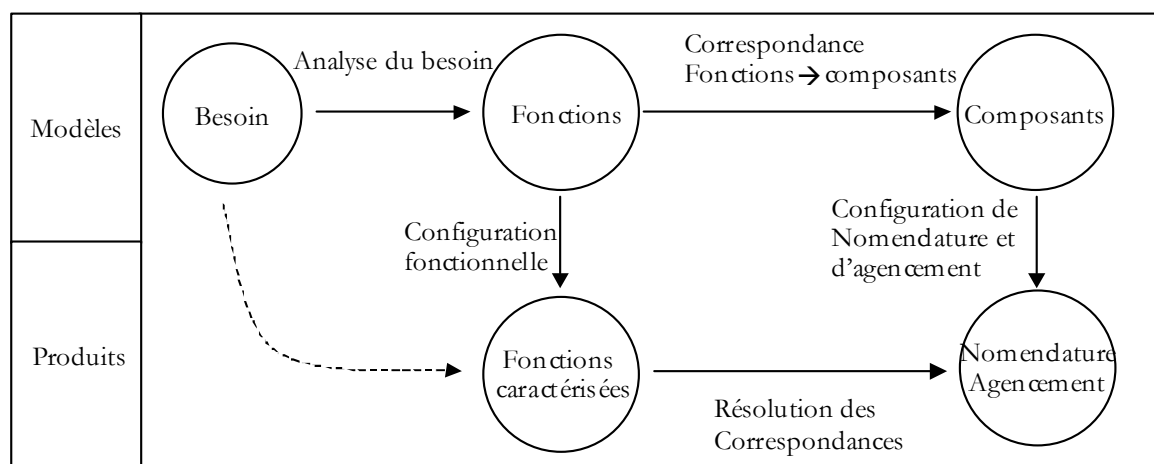 Modèles
Besoin
Analyse du besoin
Fonctions
Correspondance
Fonctions → composants
Composants
Configuration
fonctionnelle
Configuration de
Nomendature et
d'agencement
Produits
Fonctions
caractérisées
Résolution des
Correspondances
Nomendature
Agencement